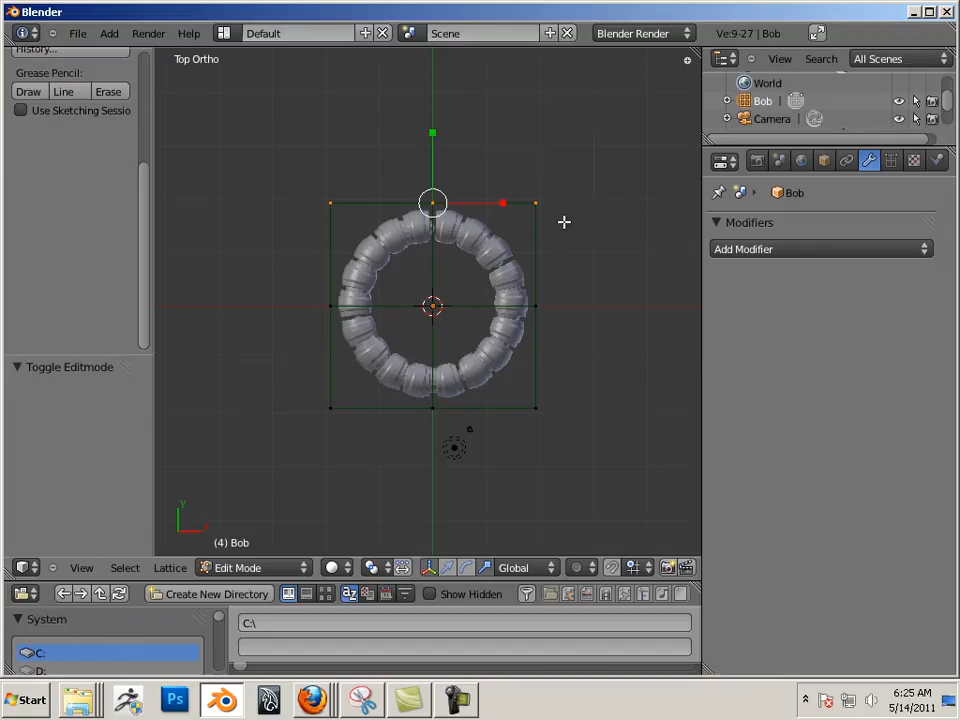 Blender
File Add Render Help Default Scene Blender Render Ve:9-27 | Bob
History...
Grease Pencil:
Draw Line Erase
Use Sketching Sessio
Toggle Editmode
Top Ortho
y
x
(4) Bob
View Search All Scenes
World
Bob
Camera
Bob
Modifiers
Add Modifier
View Select Lattice Edit Mode Global
Create New Directory Show Hidden
System
C:
D:
C:\
Start
Ps
6:25 AM
5/14/2011